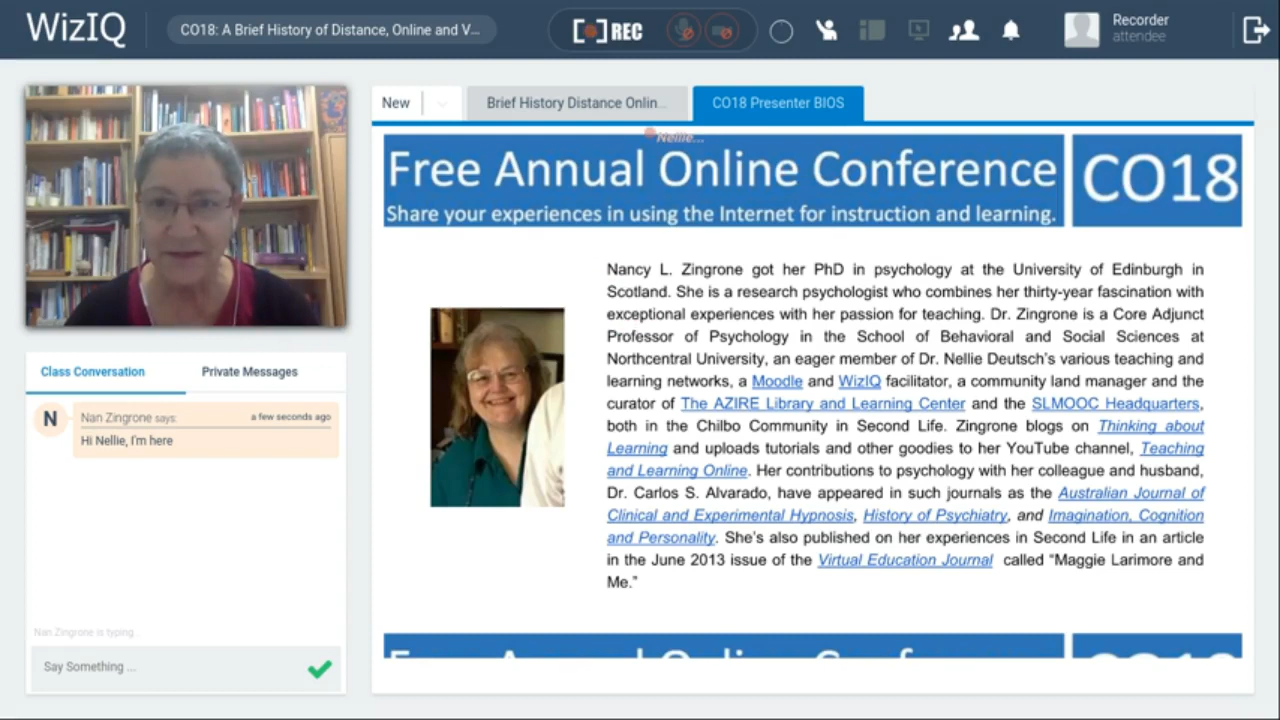 WizIQ
CO18: A Brief History of Distance, Online and V...
REC
Recorder
attendee
New
Brief History Distance Onlin...
CO18 Presenter BIOS
Nellie...
Free Annual Online Conference
CO18
Share your experiences in using the Internet for instruction and learning.
Nancy L. Zingrone got her PhD in psychology at the University of Edinburgh in
Scotland. She is a research psychologist who combines her thirty-year fascination with
exceptional experiences with her passion for teaching. Dr. Zingrone is a Core Adjunct
Professor of Psychology in the School of Behavioral and Social Sciences at
Northcentral University, an eager member of Dr. Nellie Deutsch's various teaching and
learning networks, a Moodle and WizIQ facilitator, a community land manager and the
curator of The AZIRE Library and Learning Center and the SLMOOC Headquarters,
both in the Chilbo Community in Second Life. Zingrone blogs on Thinking about
Learning and uploads tutorials and other goodies to her YouTube channel, Teaching
and Learning Online. Her contributions to psychology with her colleague and husband,
Dr. Carlos S. Alvarado, have appeared in such journals as the Australian Journal of
Clinical and Experimental Hypnosis, History of Psychiatry, and Imagination, Cognition
and Personality. She's also published on her experiences in Second Life in an article
in the June 2013 issue of the Virtual Education Journal called “Maggie Larimore and
Me.”
Free Annual Online Conference
CO18
Class Conversation
Private Messages
N
Nan Zingrone says:
a few seconds ago
Hi Nellie, I'm here
Nan Zingrone is typing...
Say Something ...